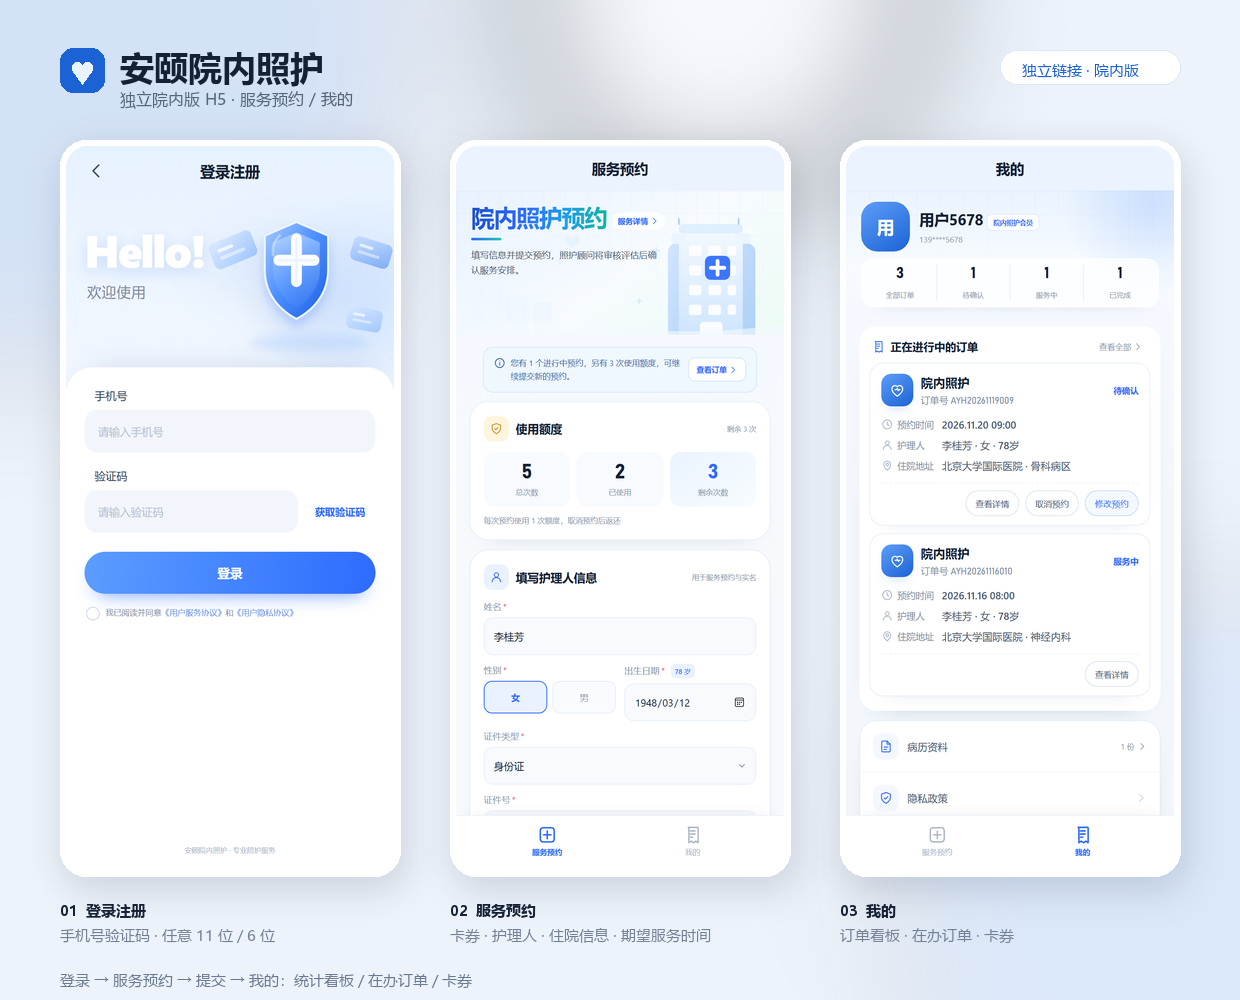 安颐院内照护
独立院内版 H5 · 服务预约 / 我的
独立链接 · 院内版
登录注册
Hello!
欢迎使用
手机号
请输入手机号
验证码
请输入验证码
获取验证码
登录
我已阅读并同意《用户服务协议》和《用户隐私协议》
安颐院内照护 · 专业陪护服务
01 登录注册
手机号验证码 · 任意 11 位 / 6 位
服务预约
院内照护预约
服务详情
填写信息并提交预约，照护顾问将审核评估后确
认服务安排。
您有 1 个进行中预约，另有 3 次使用额度，可继
续提交新的预约。
查看订单
使用额度
剩余 3 次
5
总次数
2
已使用
3
剩余次数
每次预约使用 1 次额度，取消预约后返还
填写护理人信息
用于服务预约与实名
姓名 *
李桂芳
性别 *
女
男
出生日期 *
78 岁
1948/03/12
证件类型 *
身份证
证件号 *
服务预约
我的
02 服务预约
卡券 · 护理人 · 住院信息 · 期望服务时间
我的
用
用户5678
院内照护会员
139****5678
3
全部订单
1
待确认
1
服务中
1
已完成
正在进行中的订单
查看全部
院内照护
订单号 AYH20261119009
待确认
预约时间 2026.11.20 09:00
护理人 李桂芳 · 女 · 78岁
住院地址 北京大学国际医院 · 骨科病区
查看详情
取消预约
修改预约
院内照护
订单号 AYH20261116010
服务中
预约时间 2026.11.16 08:00
护理人 李桂芳 · 女 · 78岁
住院地址 北京大学国际医院 · 神经内科
查看详情
病历资料
1 份
隐私政策
服务预约
我的
03 我的
订单看板 · 在办订单 · 卡券
登录 → 服务预约 → 提交 → 我的：统计看板 / 在办订单 / 卡券